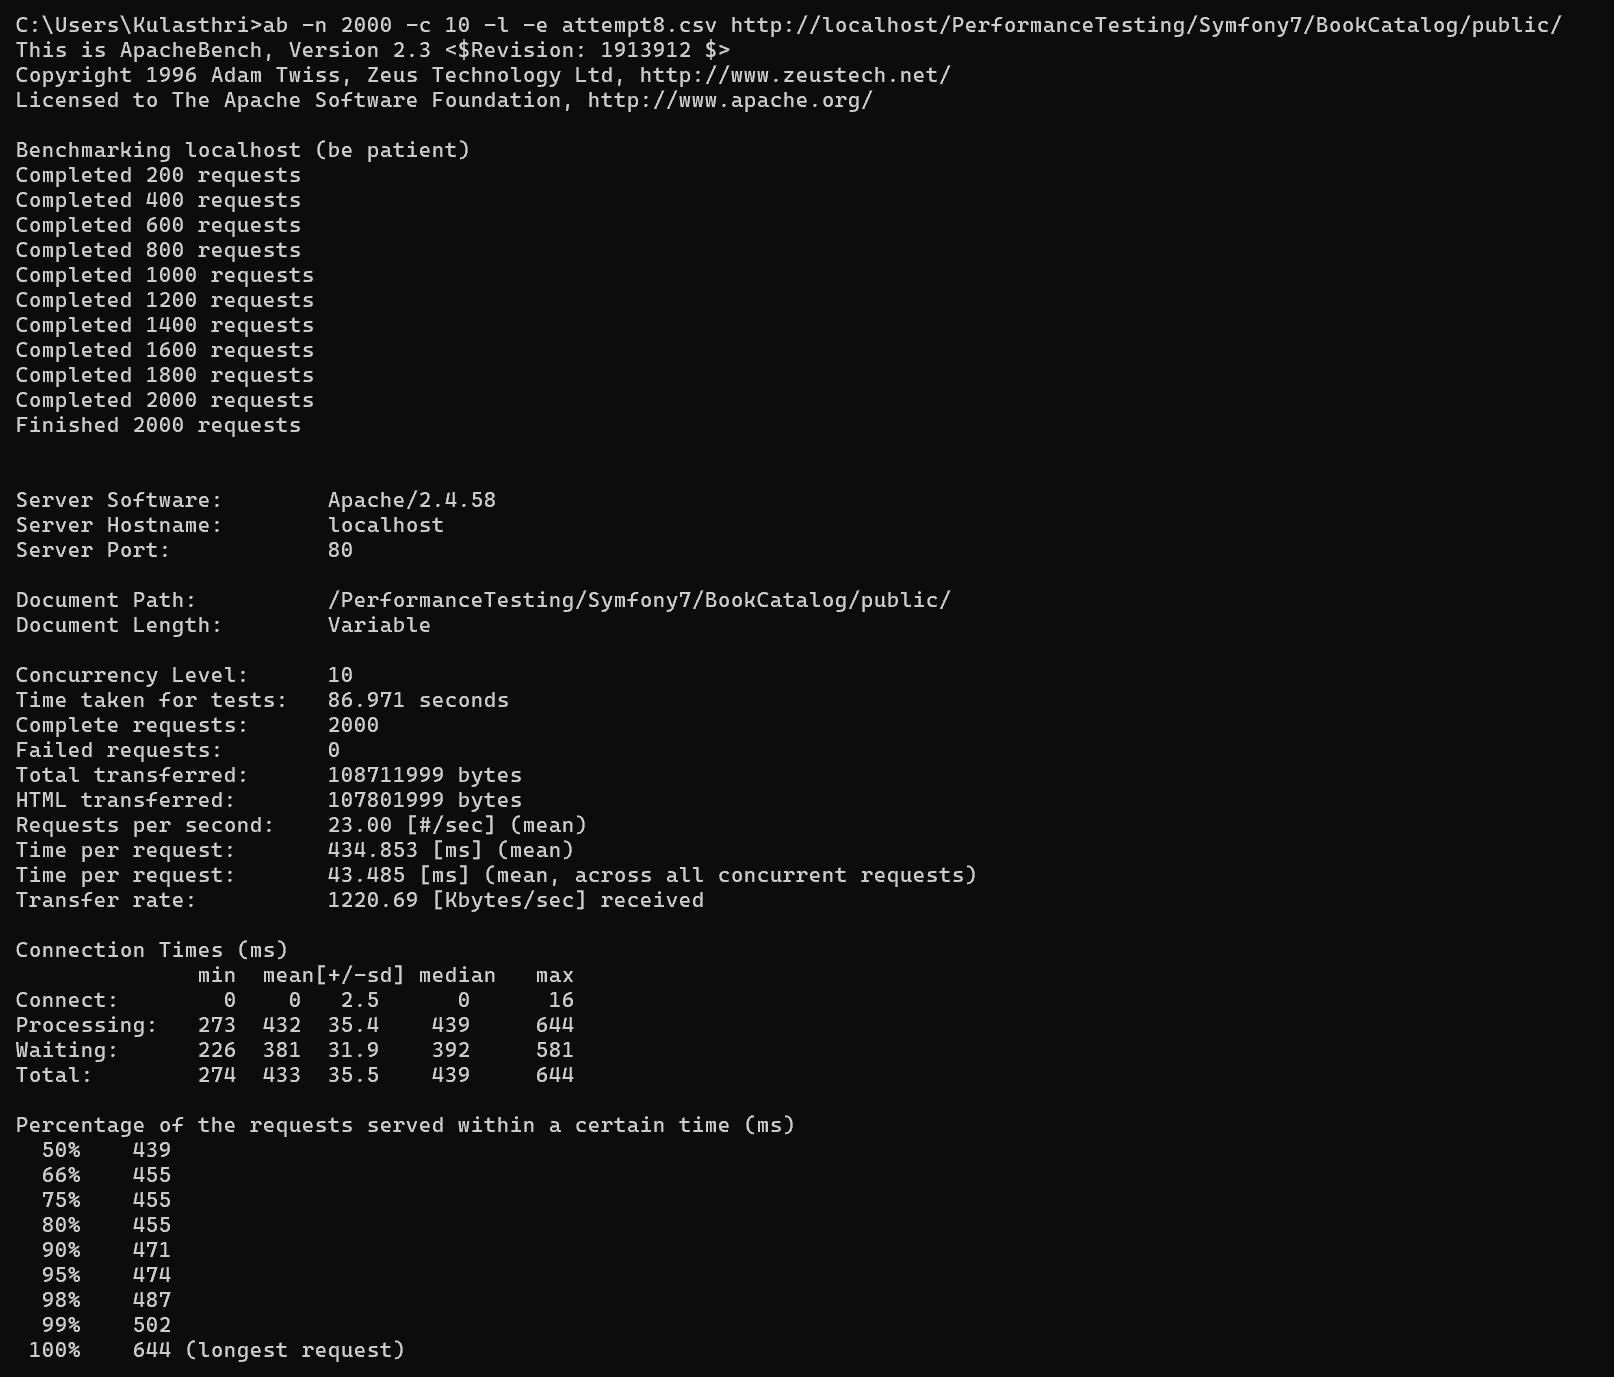 C:\Users\Kulasthri>ab -n 2000 -c 10 -l -e attempt8.csv http://localhost/PerformanceTesting/Symfony7/BookCatalog/public/
This is ApacheBench, Version 2.3 <$Revision: 1913912 $>
Copyright 1996 Adam Twiss, Zeus Technology Ltd, http://www.zeustech.net/
Licensed to The Apache Software Foundation, http://www.apache.org/

Benchmarking localhost (be patient)
Completed 200 requests
Completed 400 requests
Completed 600 requests
Completed 800 requests
Completed 1000 requests
Completed 1200 requests
Completed 1400 requests
Completed 1600 requests
Completed 1800 requests
Completed 2000 requests
Finished 2000 requests


Server Software:        Apache/2.4.58
Server Hostname:        localhost
Server Port:            80

Document Path:          /PerformanceTesting/Symfony7/BookCatalog/public/
Document Length:        Variable

Concurrency Level:      10
Time taken for tests:   86.971 seconds
Complete requests:      2000
Failed requests:        0
Total transferred:      108711999 bytes
HTML transferred:       107801999 bytes
Requests per second:    23.00 [#/sec] (mean)
Time per request:       434.853 [ms] (mean)
Time per request:       43.485 [ms] (mean, across all concurrent requests)
Transfer rate:          1220.69 [Kbytes/sec] received

Connection Times (ms)
              min  mean[+/-sd] median   max
Connect:        0    0   2.5      0      16
Processing:   273  432  35.4    439     644
Waiting:      226  381  31.9    392     581
Total:        274  433  35.5    439     644

Percentage of the requests served within a certain time (ms)
  50%    439
  66%    455
  75%    455
  80%    455
  90%    471
  95%    474
  98%    487
  99%    502
 100%    644 (longest request)